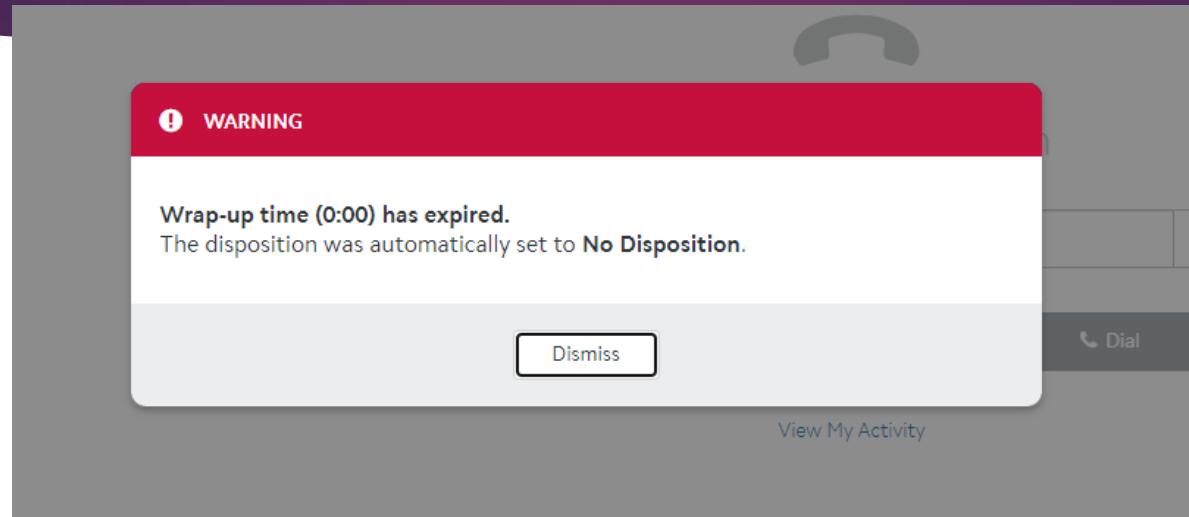 WARNING
Wrap-up time (0:00) has expired.
The disposition was automatically set to No Disposition.
Dismiss
Dial
View My Activity